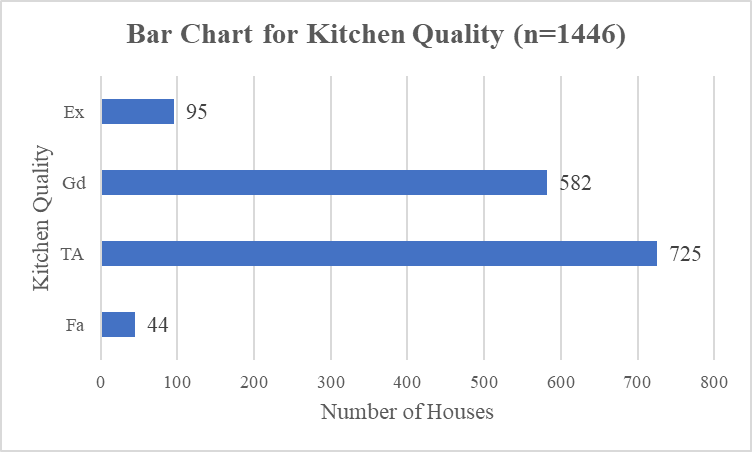 Bar Chart for Kitchen Quality (n=1446)
Kitchen Quality
Ex 95
Gd 582
TA 725
Fa 44
0 100 200 300 400 500 600 700 800
Number of Houses